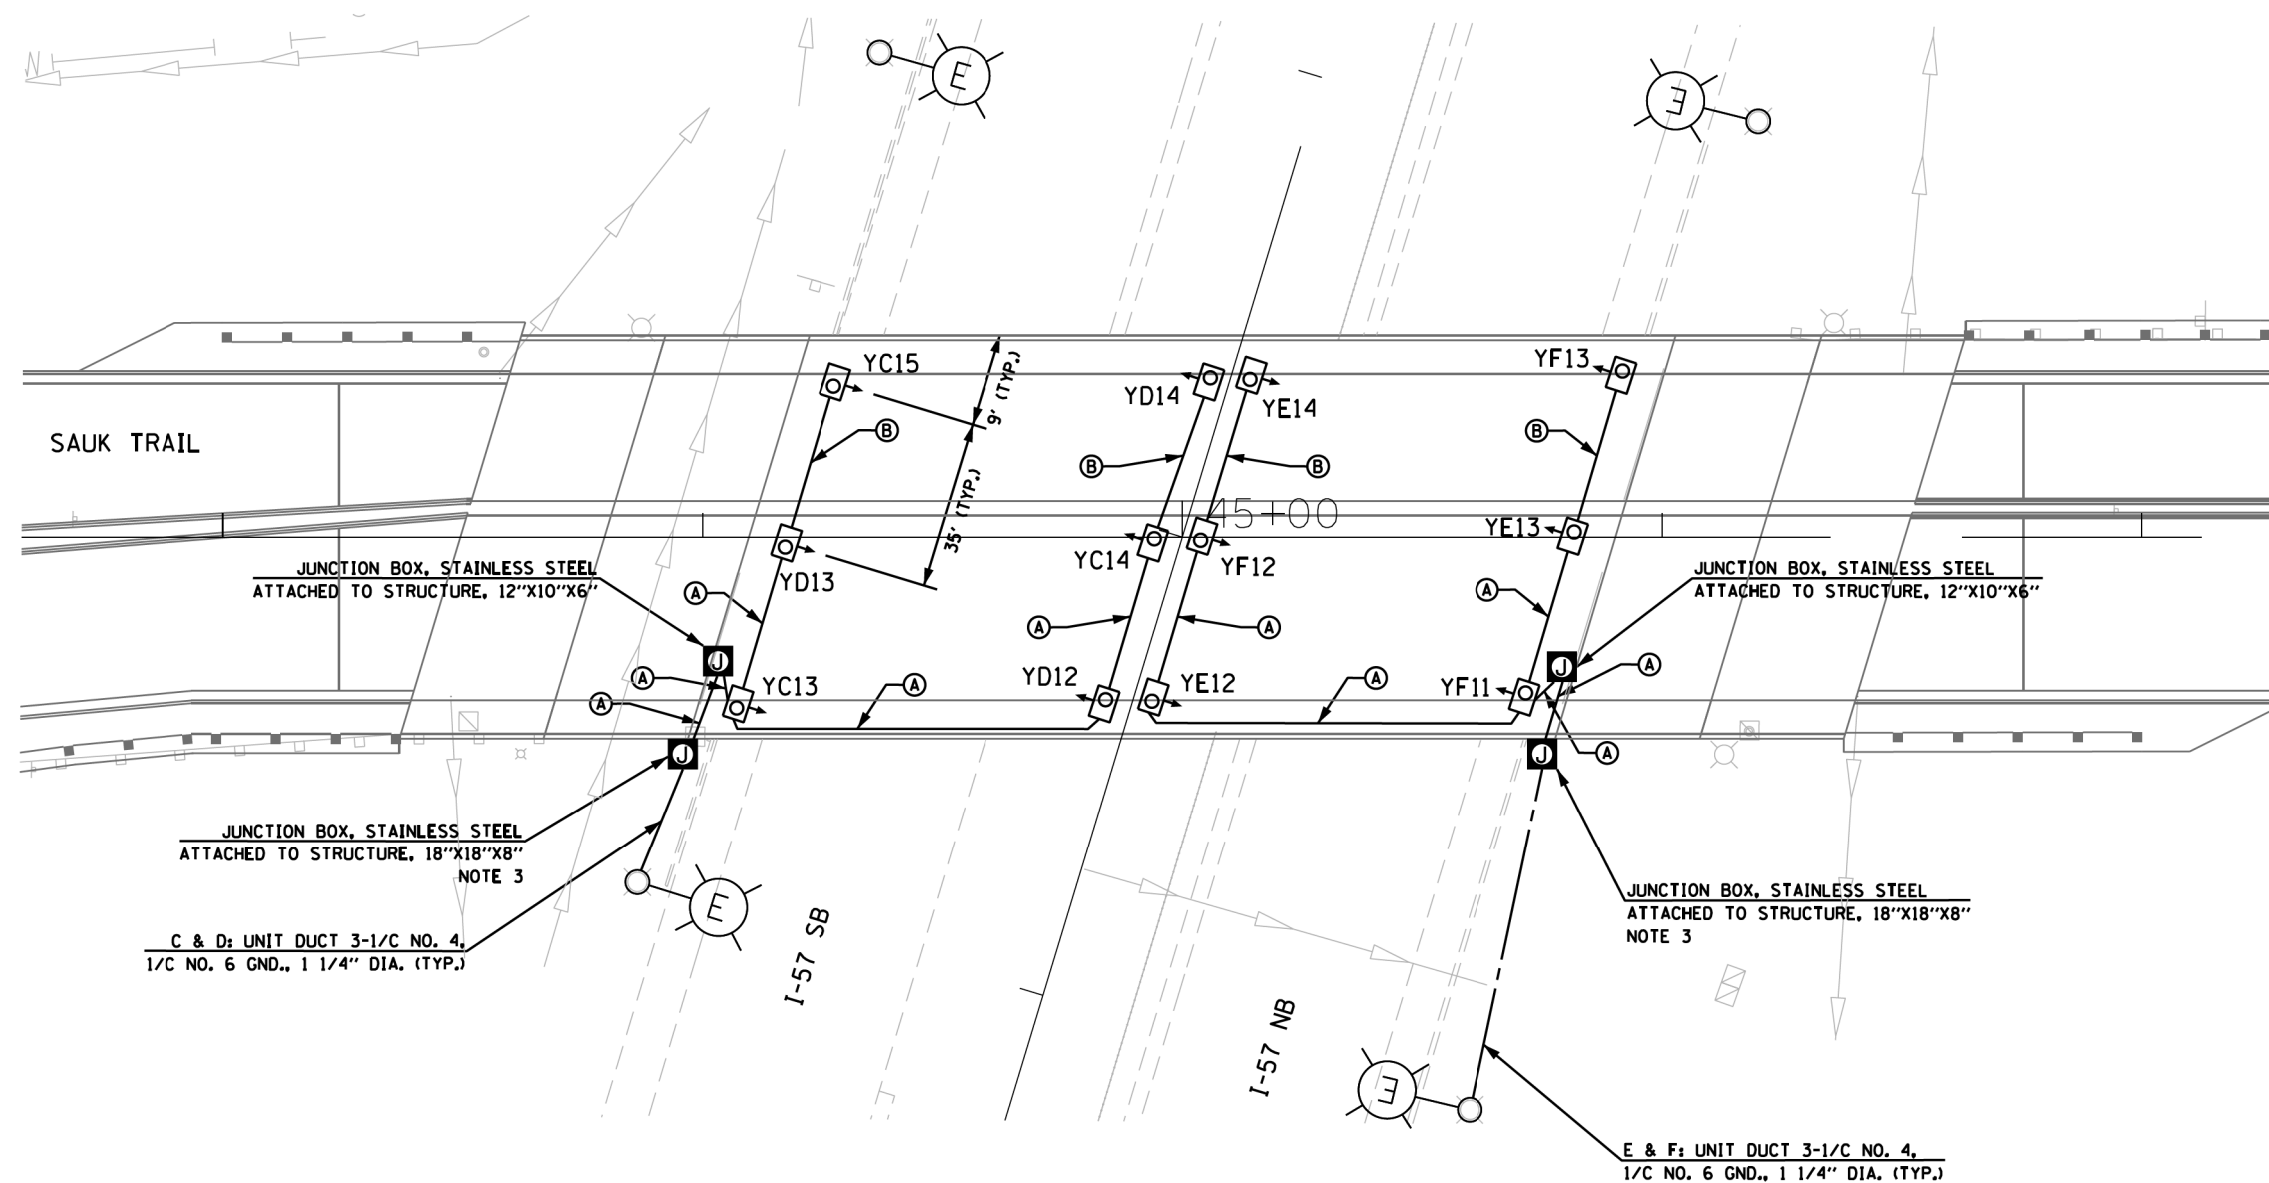 N
E
E
YC15
YD14
YE14
YF13
9' (TYP.)
B
B
B
B
SAUK TRAIL
35' (TYP.)
45+00
YD13
YC14
YF12
YE13
JUNCTION BOX, STAINLESS STEEL
ATTACHED TO STRUCTURE, 12"X10"X6"
JUNCTION BOX, STAINLESS STEEL
ATTACHED TO STRUCTURE, 12"X10"X6"
A
A
A
A
J
J
A
A
YC13
A
YD12
YE12
A
YF11
A
A
J
J
JUNCTION BOX, STAINLESS STEEL
ATTACHED TO STRUCTURE, 18"X18"X8"
NOTE 3
E
JUNCTION BOX, STAINLESS STEEL
ATTACHED TO STRUCTURE, 18"X18"X8"
NOTE 3
C & D: UNIT DUCT 3-1/C NO. 4,
1/C NO. 6 GND., 1 1/4" DIA. (TYP.)
I-57 SB
I-57 NB
E
E & F: UNIT DUCT 3-1/C NO. 4,
1/C NO. 6 GND., 1 1/4" DIA. (TYP.)